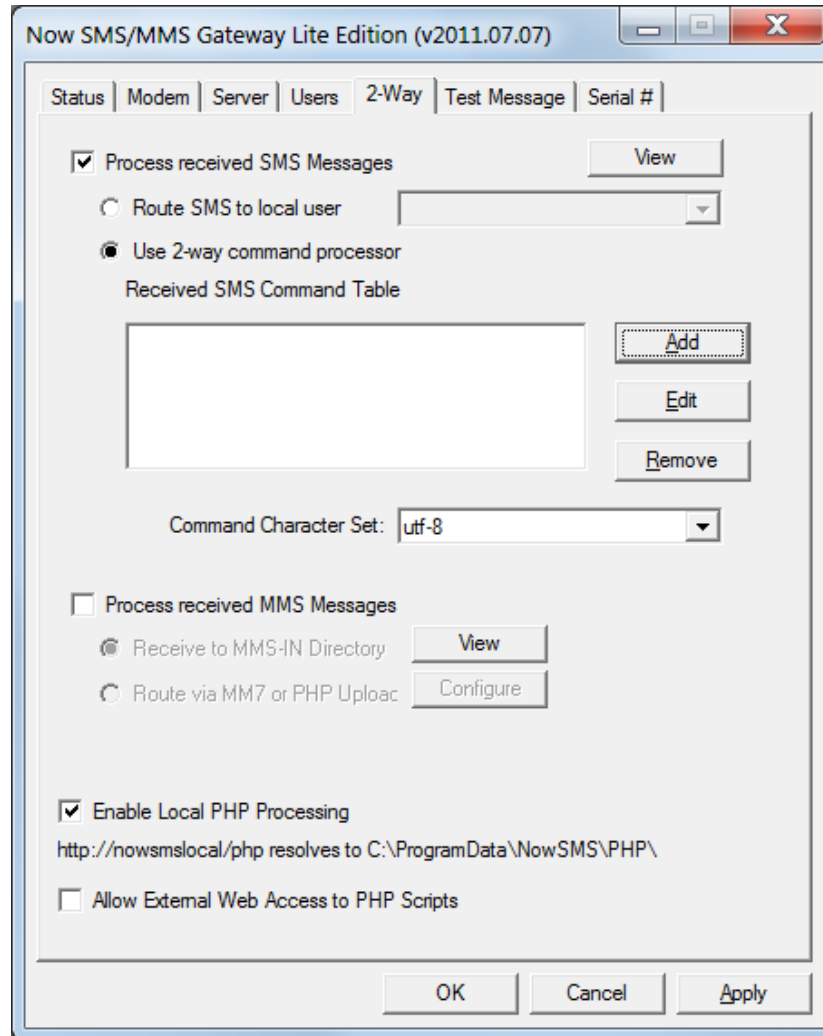 Now SMS/MMS Gateway Lite Edition (v2011.07.07)
Status Modem Server Users 2-Way Test Message Serial #
Process received SMS Messages View
Route SMS to local user
Use 2-way command processor
Received SMS Command Table
Add
Edit
Remove
Command Character Set: utf-8
Process received MMS Messages
Receive to MMS-IN Directory View
Route via MM7 or PHP Uploac Configure
Enable Local PHP Processing
http://nowsmslocal/php resolves to C:\ProgramData\NowSMS\PHP\
Allow External Web Access to PHP Scripts
OK Cancel Apply